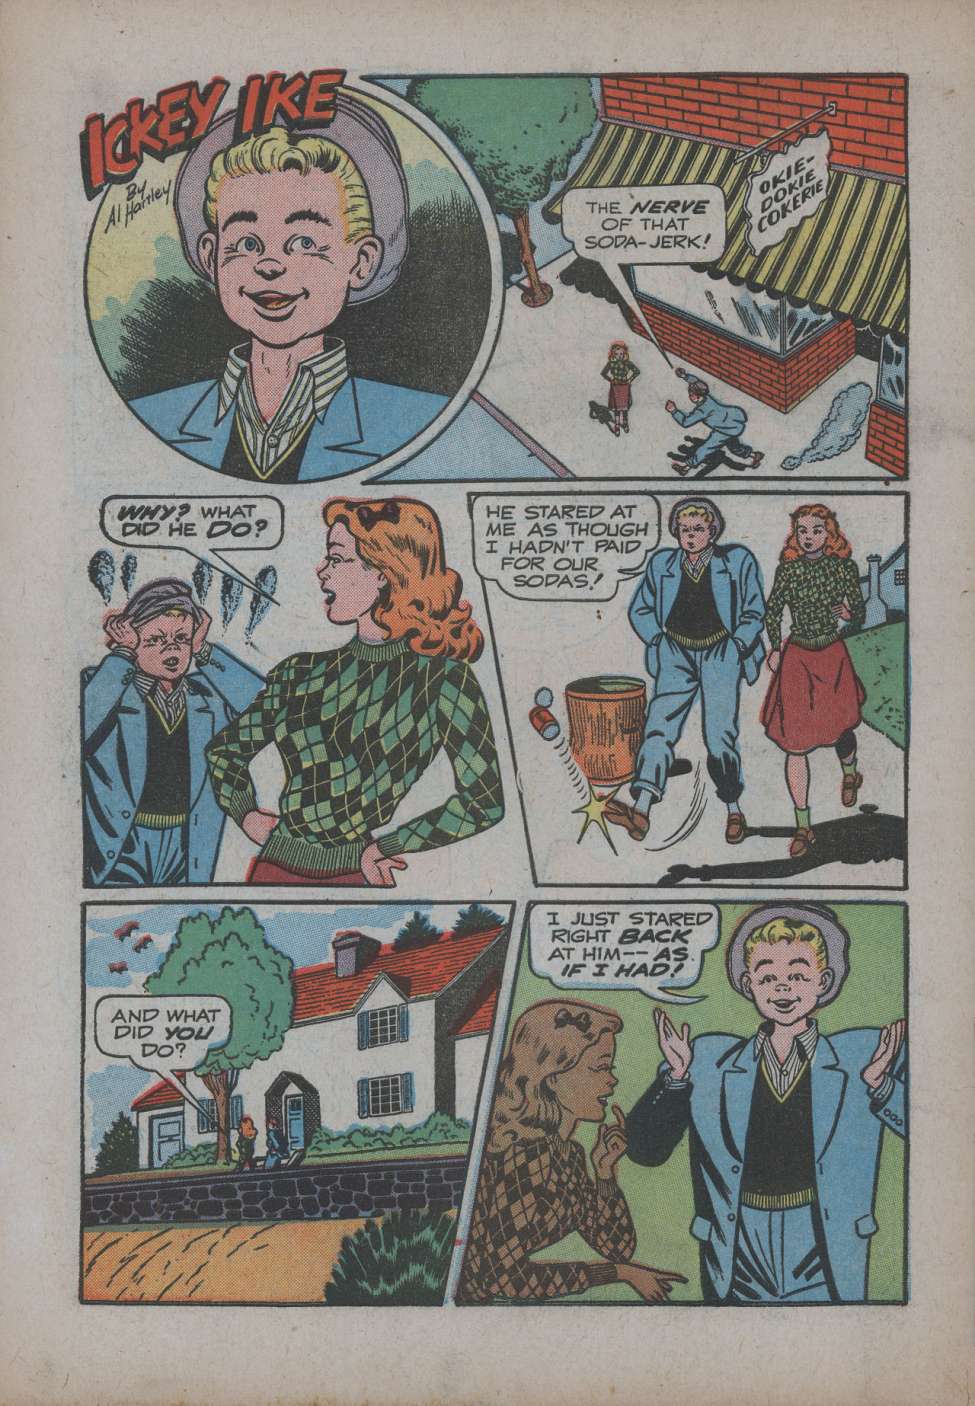 ICKEY IKE
By
Al Hartley
OKIE-
DOKIE
COKERIE
THE NERVE
OF THAT
SODA-JERK!
WHY? WHAT
DID HE DO?
HE STARED AT
ME AS THOUGH
I HADN'T PAID
FOR OUR
SODAS!
AND WHAT
DID YOU
DO?
I JUST STARED
RIGHT BACK
AT HIM-- AS
IF I HAD!